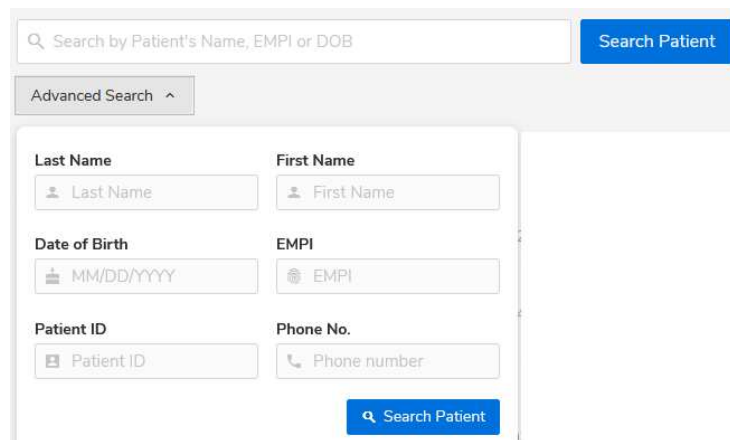 Search by Patient's Name, EMPI or DOB Search Patient
Advanced Search
Last Name First Name
Last Name First Name
Date of Birth EMPI
MM/DD/YYYY EMPI
Patient ID Phone No.
Patient ID Phone number
Search Patient